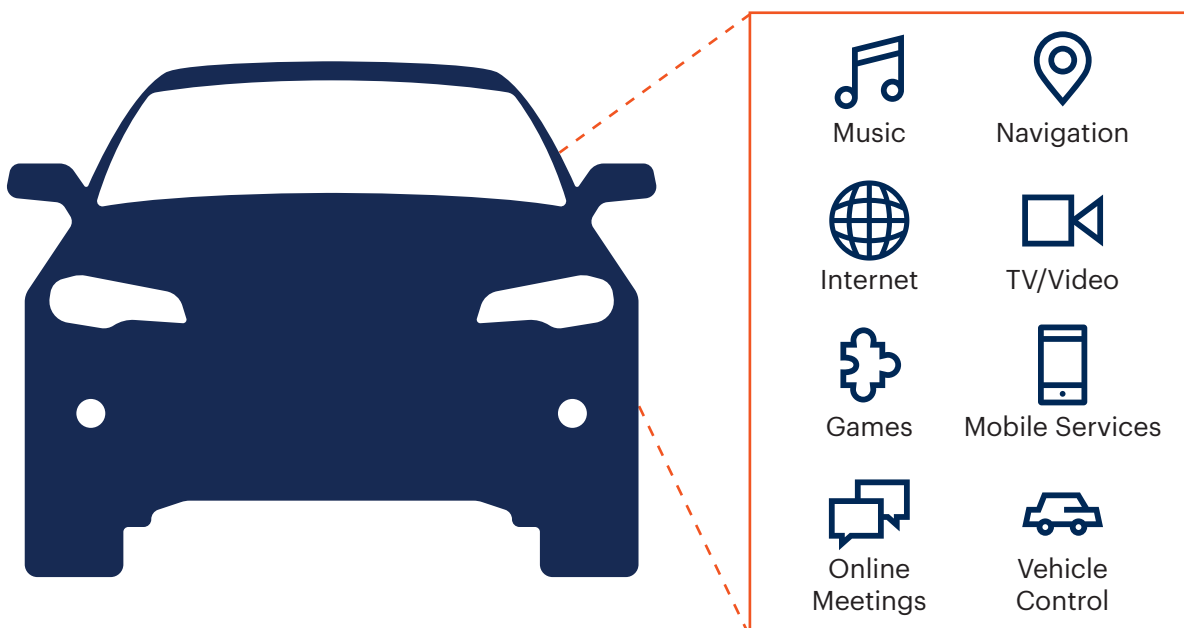 Music
Navigation
Internet
TV/Video
Games
Mobile Services
Online
Meetings
Vehicle
Control